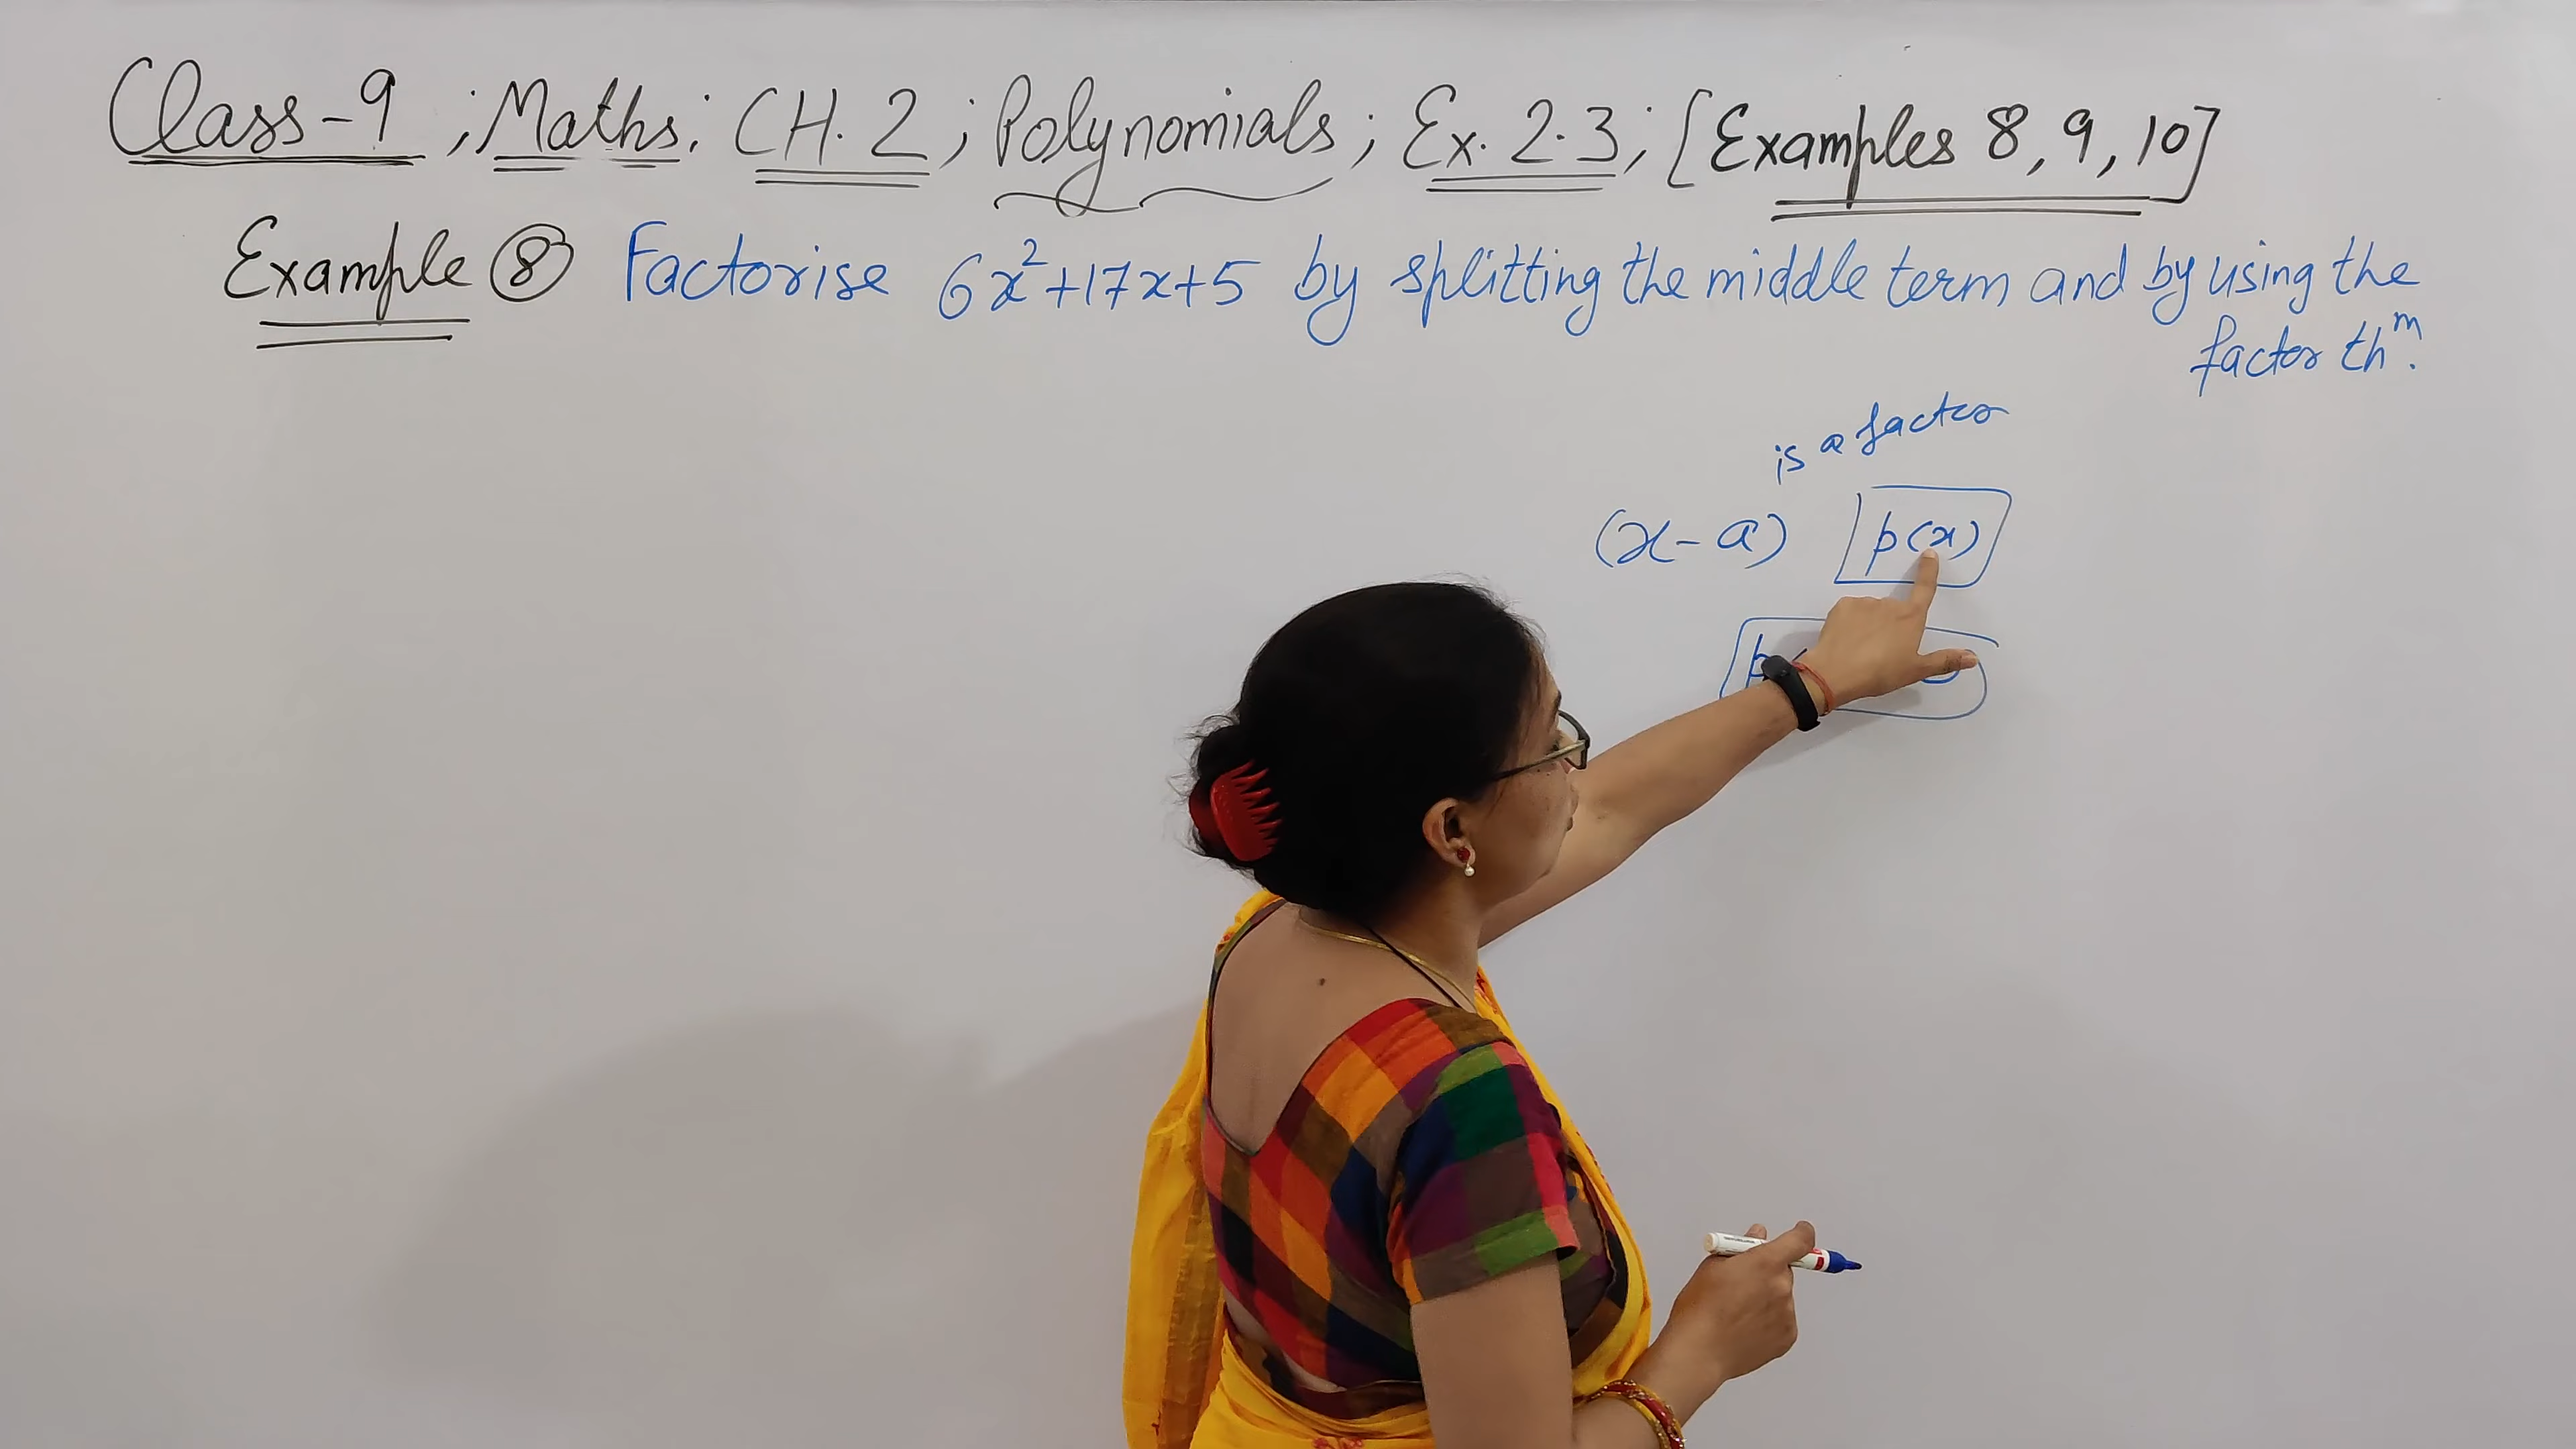 Class-9 ; Maths; CH. 2 ; Polynomials ; Ex. 2.3 ; [Examples 8, 9, 10]
Example ⑧ Factorise 6x²+17x+5 by splitting the middle term and by using the
factor thᵐ.
is a factor
(x-a) p(x)